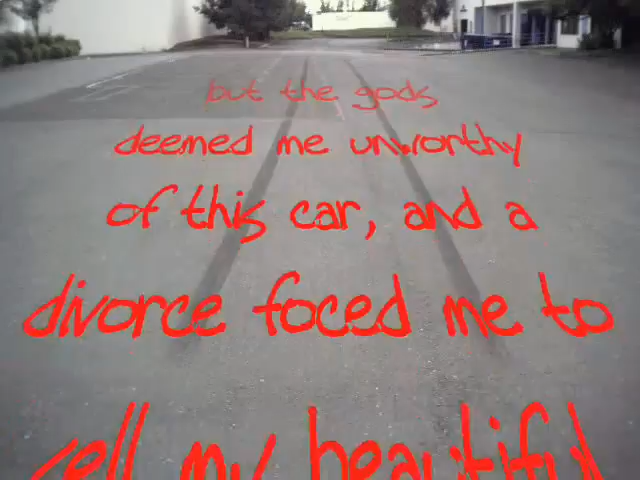 but the gods
deemed me unworthy
of this car, and a
divorce foced me to
sell my beautiful